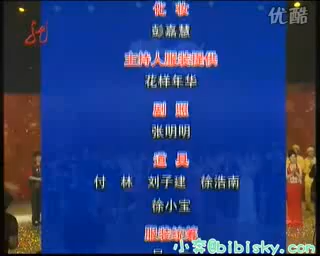 优酷
化 妆
彭嘉慧
主持人服装提供
花样年华
剧 照
张明明
道 具
付 林 刘子建 徐浩南
徐小宝
小李@bibisky.com